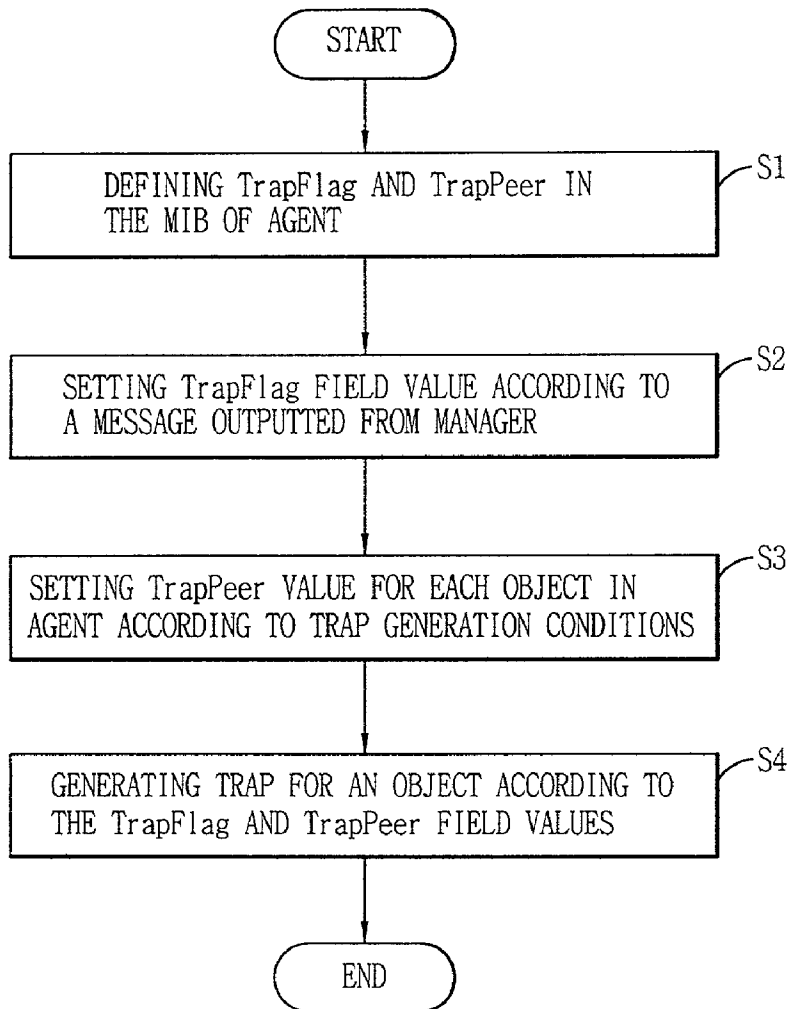 START
S1
DEFINING TrapFlag AND TrapPeer IN
THE MIB OF AGENT
S2
SETTING TrapFlag FIELD VALUE ACCORDING TO
A MESSAGE OUTPUTTED FROM MANAGER
S3
SETTING TrapPeer VALUE FOR EACH OBJECT IN
AGENT ACCORDING TO TRAP GENERATION CONDITIONS
S4
GENERATING TRAP FOR AN OBJECT ACCORDING TO
THE TrapFlag AND TrapPeer FIELD VALUES
END